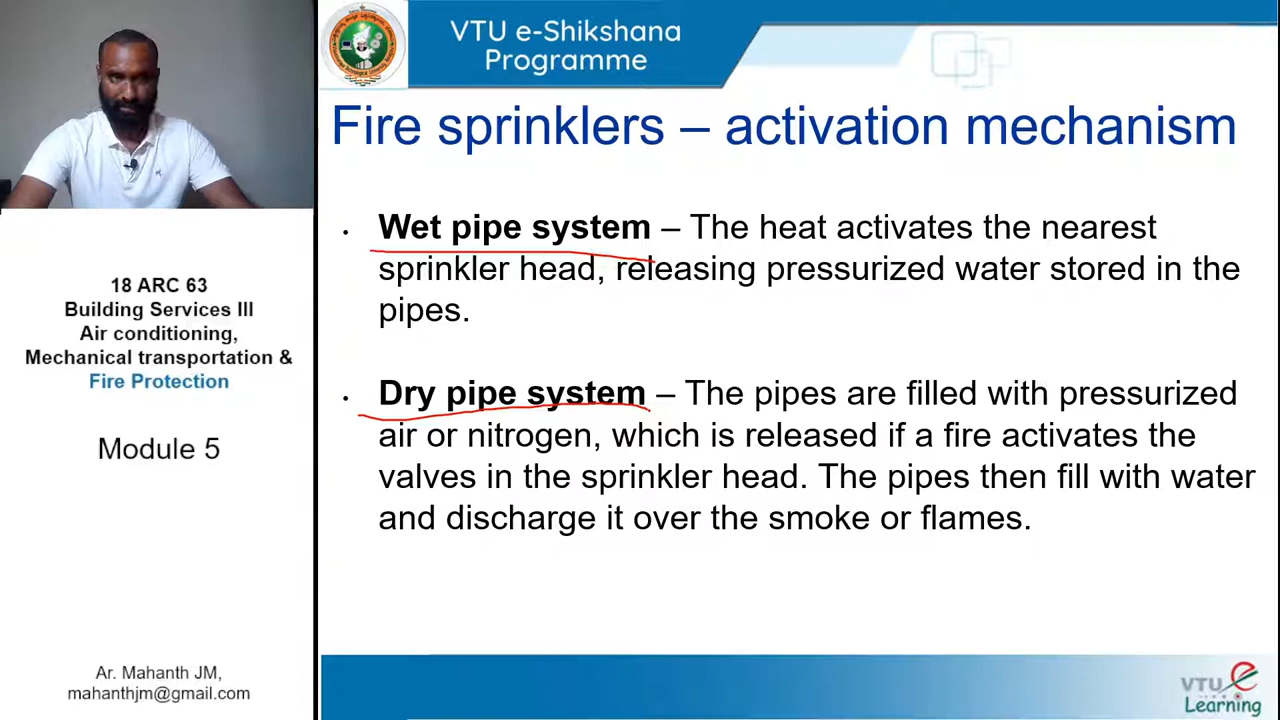 VTU e-Shikshana
Programme
Fire sprinklers – activation mechanism
• Wet pipe system – The heat activates the nearest
sprinkler head, releasing pressurized water stored in the
pipes.
• Dry pipe system – The pipes are filled with pressurized
air or nitrogen, which is released if a fire activates the
valves in the sprinkler head. The pipes then fill with water
and discharge it over the smoke or flames.
18 ARC 63
Building Services III
Air conditioning,
Mechanical transportation &
Fire Protection
Module 5
Ar. Mahanth JM,
mahanthjm@gmail.com
VTU e
Learning